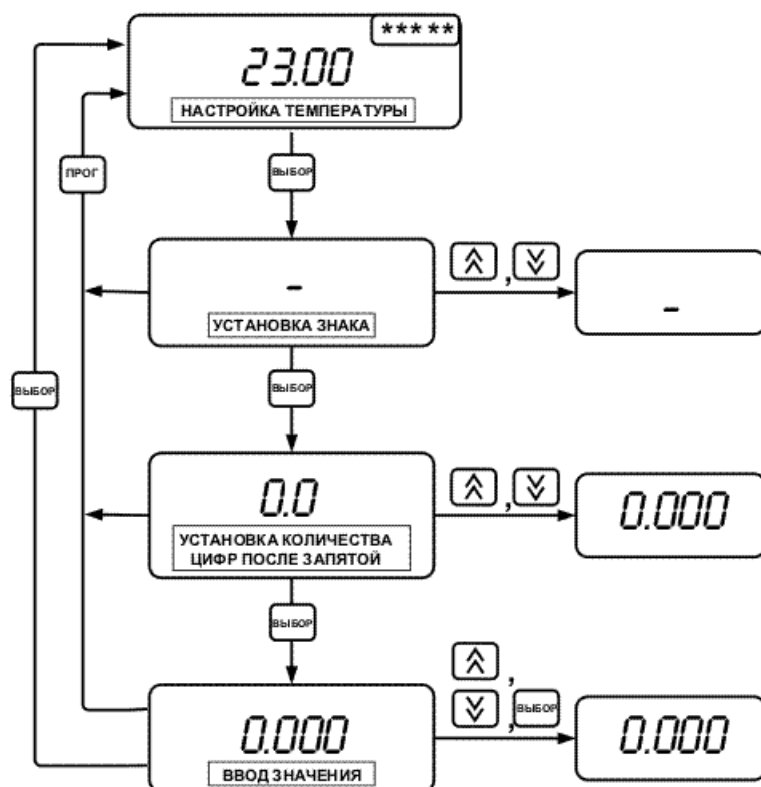 *****
23.00
НАСТРОЙКА ТЕМПЕРАТУРЫ
ПРОГ
ВЫБОР
-
,
-
УСТАНОВКА ЗНАКА
ВЫБОР
ВЫБОР
0.0
,
0.000
УСТАНОВКА КОЛИЧЕСТВА
ЦИФР ПОСЛЕ ЗАПЯТОЙ
ВЫБОР
,
, ВЫБОР
0.000
0.000
ВВОД ЗНАЧЕНИЯ